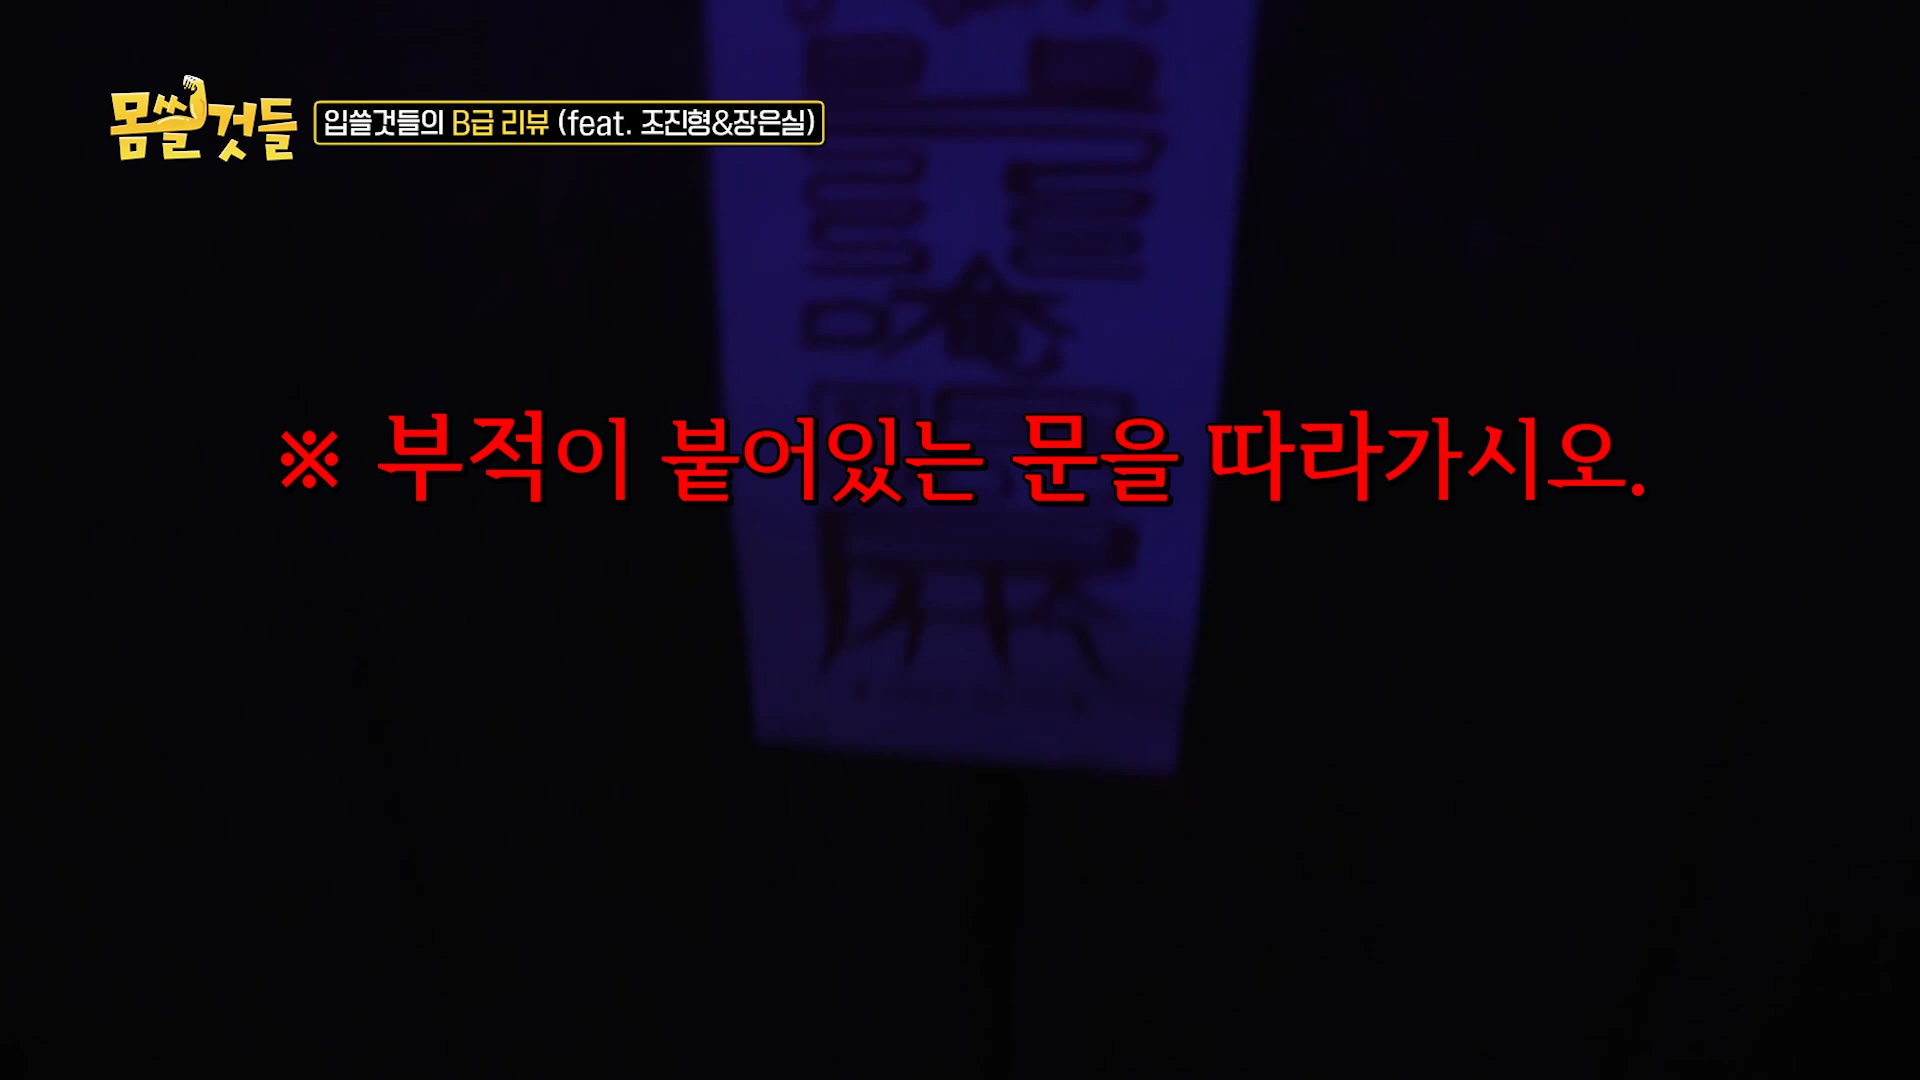 몸쓸것들
입쓸것들의 B급 리뷰 (feat. 조진형&장은실)
※ 부적이 붙어있는 문을 따라가시오.